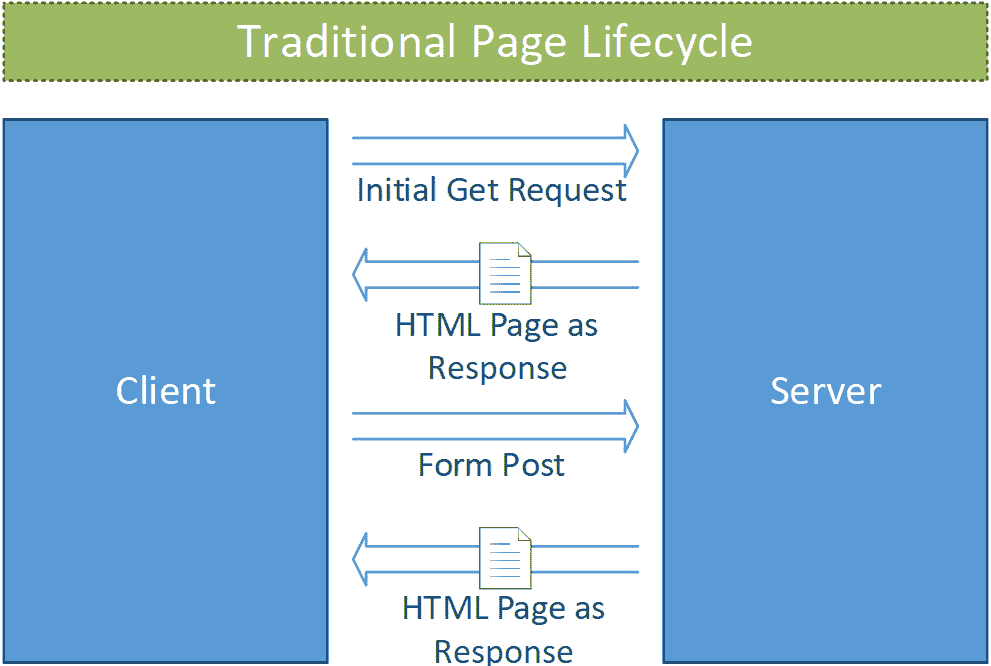 Traditional Page Lifecycle
Initial Get Request
HTML Page as
Response
Client
Server
Form Post
HTML Page as
Response